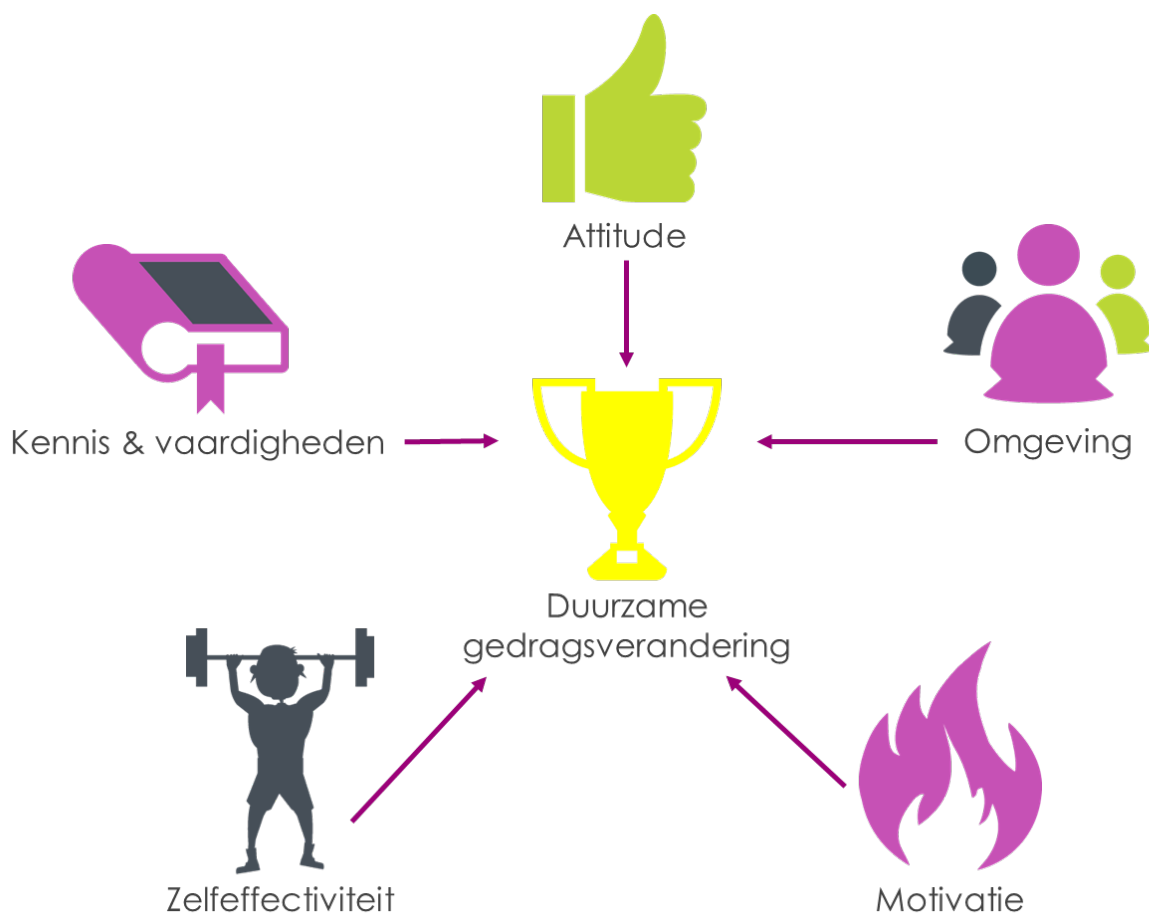 Attitude
Kennis & vaardigheden
Omgeving
Duurzame
gedragsverandering
Zelfeffectiviteit
Motivatie